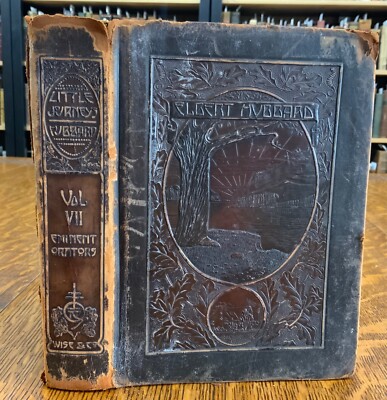 LITTLE
JOURNEYS
HUBBARD
VOL.
VII
EMINENT
ORATORS
WISE & CO
ELBERT HUBBARD